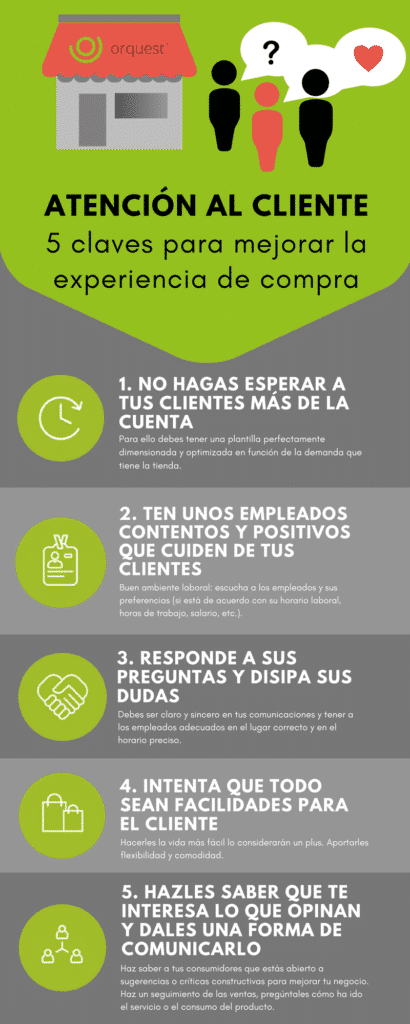 orquest
?
ATENCIÓN AL CLIENTE
5 claves para mejorar la
experiencia de compra
1. NO HAGAS ESPERAR A
TUS CLIENTES MÁS DE LA
CUENTA
Para ello debes tener una plantilla perfectamente
dimensionada y optimizada en función de la demanda que
tiene la tienda.
2. TEN UNOS EMPLEADOS
CONTENTOS Y POSITIVOS
QUE CUIDEN DE TUS
CLIENTES
Buen ambiente laboral: escucha a los empleados y sus
preferencias (si está de acuerdo con su horario laboral,
horas de trabajo, salario, etc.).
3. RESPONDE A SUS
PREGUNTAS Y DISIPA SUS
DUDAS
Debes ser claro y sincero en tus comunicaciones y tener a
los empleados adecuados en el lugar correcto y en el
horario preciso.
4. INTENTA QUE TODO
SEAN FACILIDADES PARA
EL CLIENTE
Hacerles la vida más fácil lo considerarán un plus. Aportarles
flexibilidad y comodidad.
5. HAZLES SABER QUE TE
INTERESA LO QUE OPINAN
Y DALES UNA FORMA DE
COMUNICARLO
Haz saber a tus consumidores que estás abierto a
sugerencias o críticas constructivas para mejorar tu negocio.
Haz un seguimiento de las ventas, pregúntales cómo ha ido
el servicio o el consumo del producto.